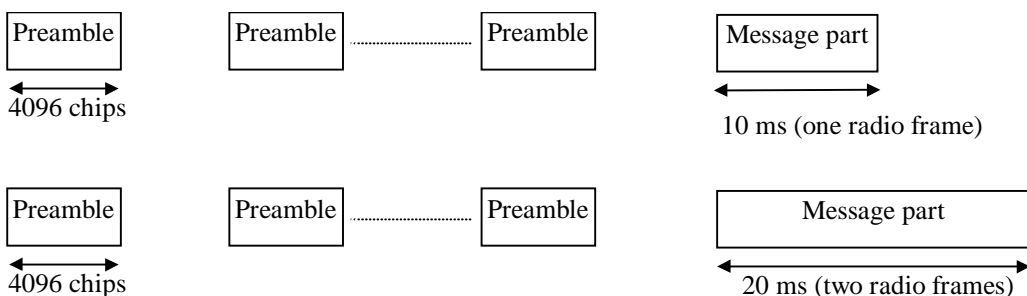 Preamble Preamble Preamble Message part
4096 chips
10 ms (one radio frame)
Preamble Preamble Preamble Message part
4096 chips 20 ms (two radio frames)